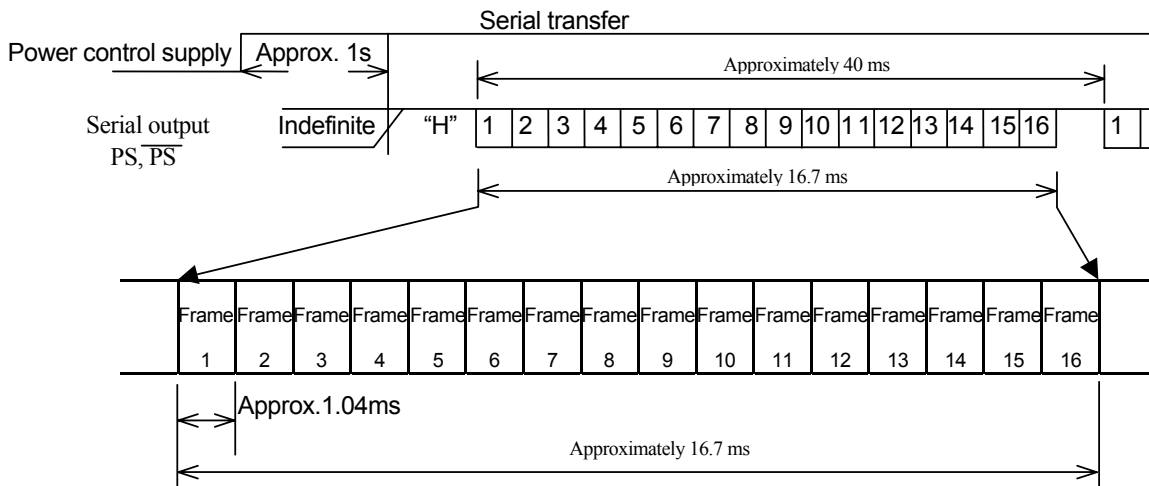 Serial transfer
Power control supply Approx. 1s
Approximately 40 ms
Serial output Indefinite “H” 1 2 3 4 5 6 7 8 9 10 11 12 13 14 15 16 1
PS, P̅S̅
Approximately 16.7 ms
Frame Frame Frame Frame Frame Frame Frame Frame Frame Frame Frame Frame Frame Frame Frame Frame
1 2 3 4 5 6 7 8 9 10 11 12 13 14 15 16
Approx.1.04ms
Approximately 16.7 ms